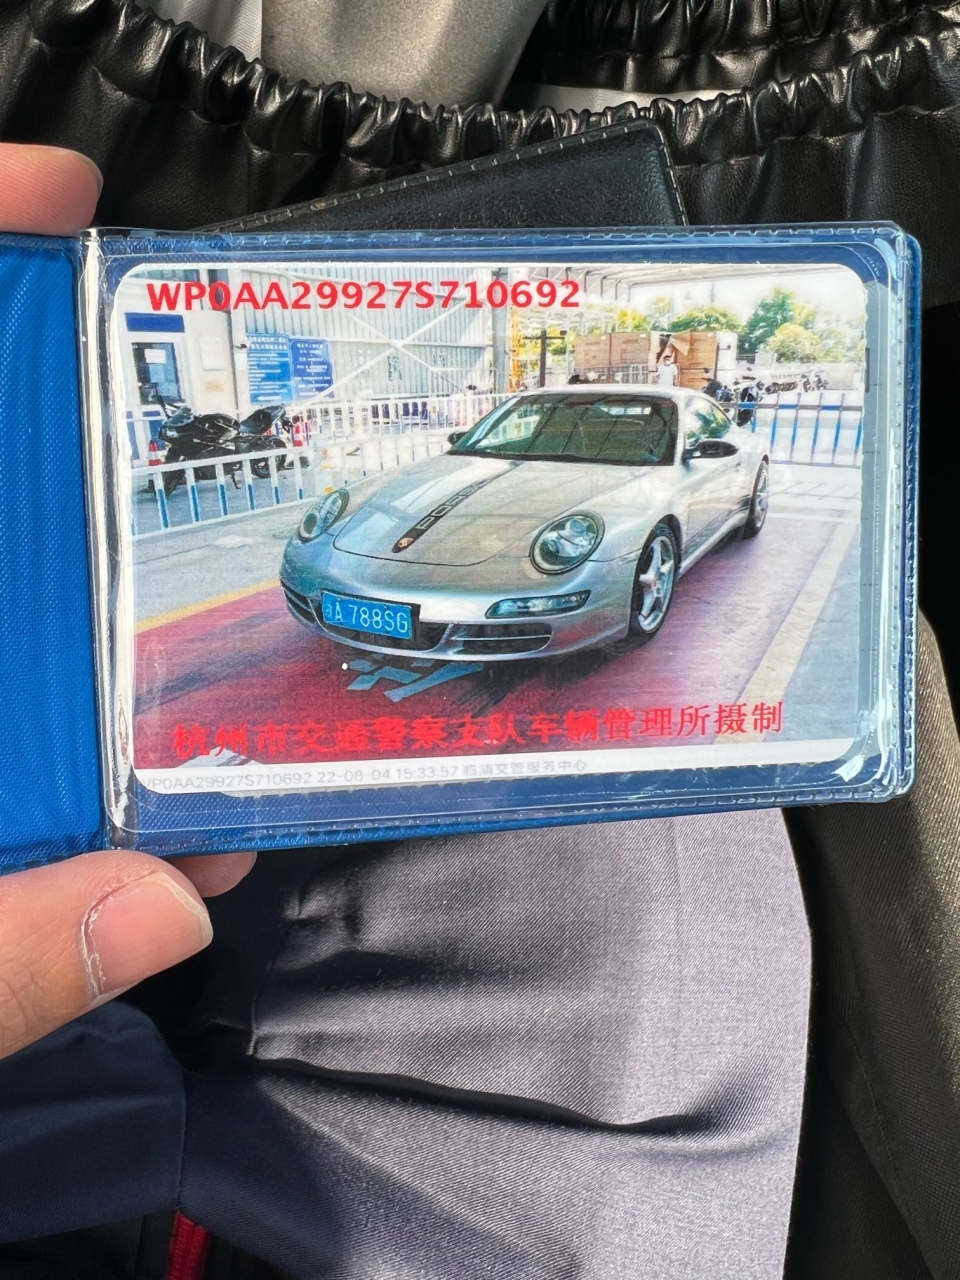 WP0AA29927S710692
PORSCHE
浙A 788SG
杭州市交通警察支队车辆管理所摄制
WP0AA29927S710692 22-08-04 15:33:57 临浦交管服务中心